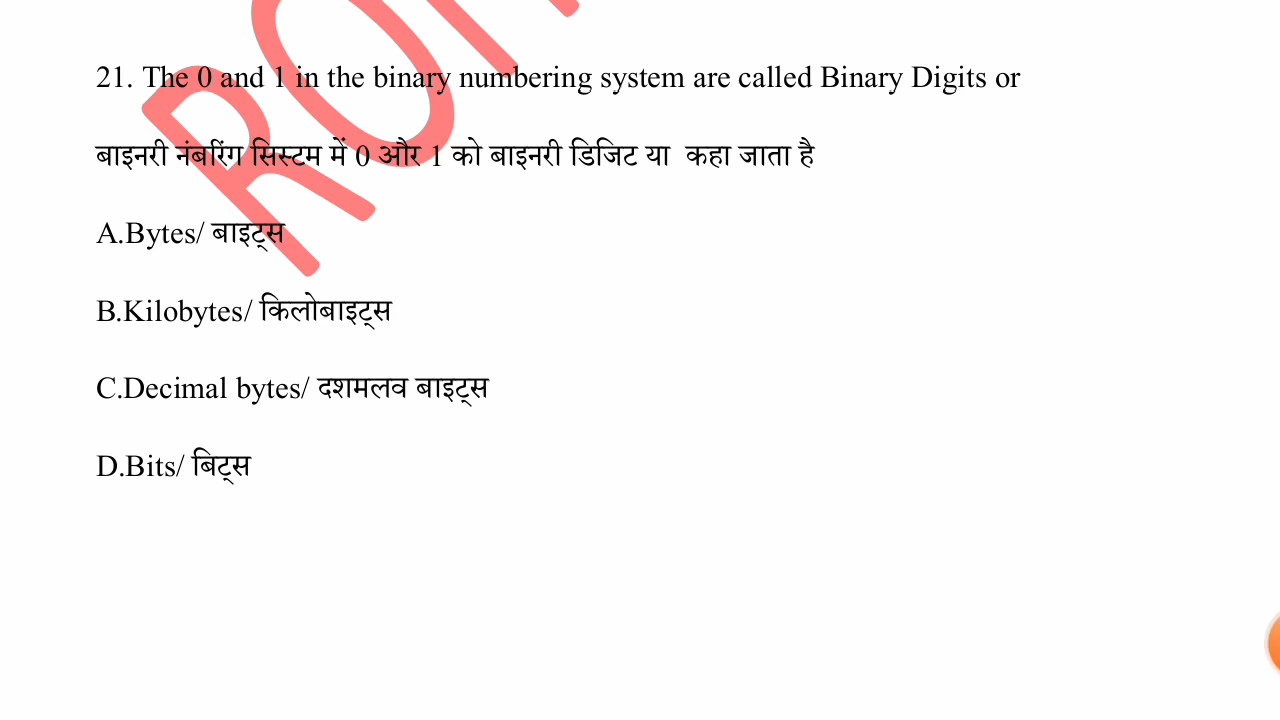 21. The 0 and 1 in the binary numbering system are called Binary Digits or
बाइनरी नंबरिंग सिस्टम में 0 और 1 को बाइनरी डिजिट या कहा जाता है
A.Bytes/ बाइट्स
B.Kilobytes/ किलोबाइट्स
C.Decimal bytes/ दशमलव बाइट्स
D.Bits/ बिट्स